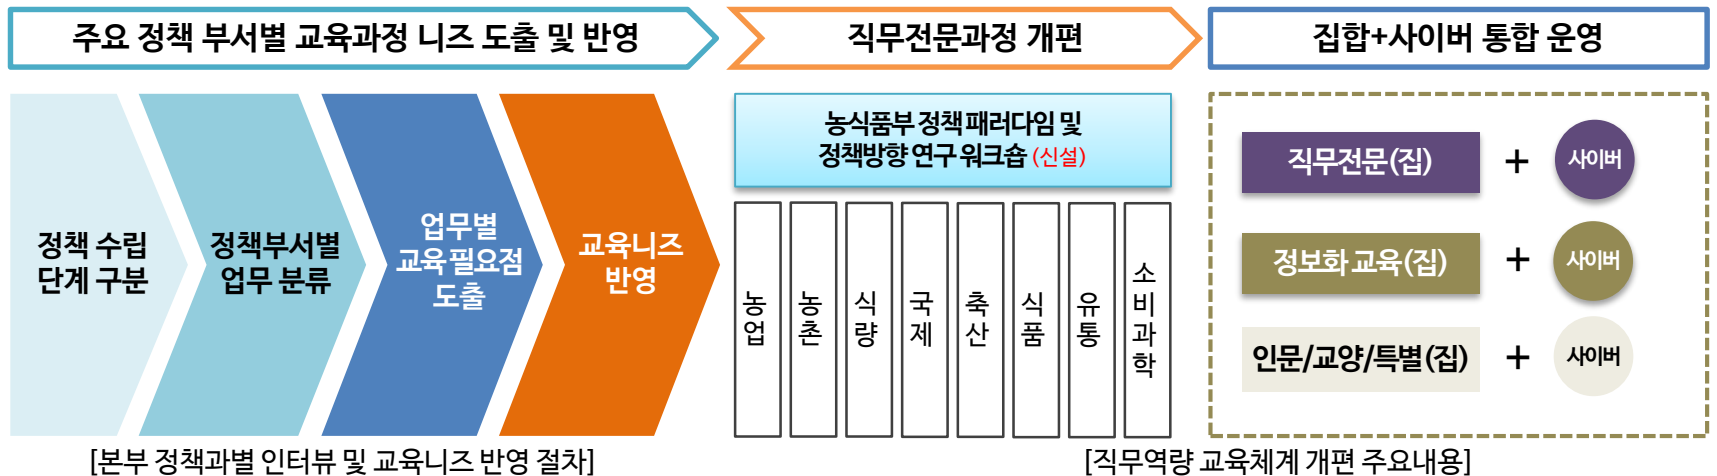 주요 정책 부서별 교육과정 니즈 도출 및 반영
직무전문과정 개편
집합+사이버 통합 운영
정책 수립
단계 구분
정책부서별
업무 분류
업무별
교육 필요점
도출
교육니즈
반영
농식품부 정책 패러다임 및
정책방향 연구 워크숍 (신설)
농업
농촌
식량
국제
축산
식품
유통
소비과학
직무전문(집) + 사이버
정보화 교육(집) + 사이버
인문/교양/특별(집) + 사이버
[본부 정책과별 인터뷰 및 교육니즈 반영 절차]
[직무역량 교육체계 개편 주요내용]